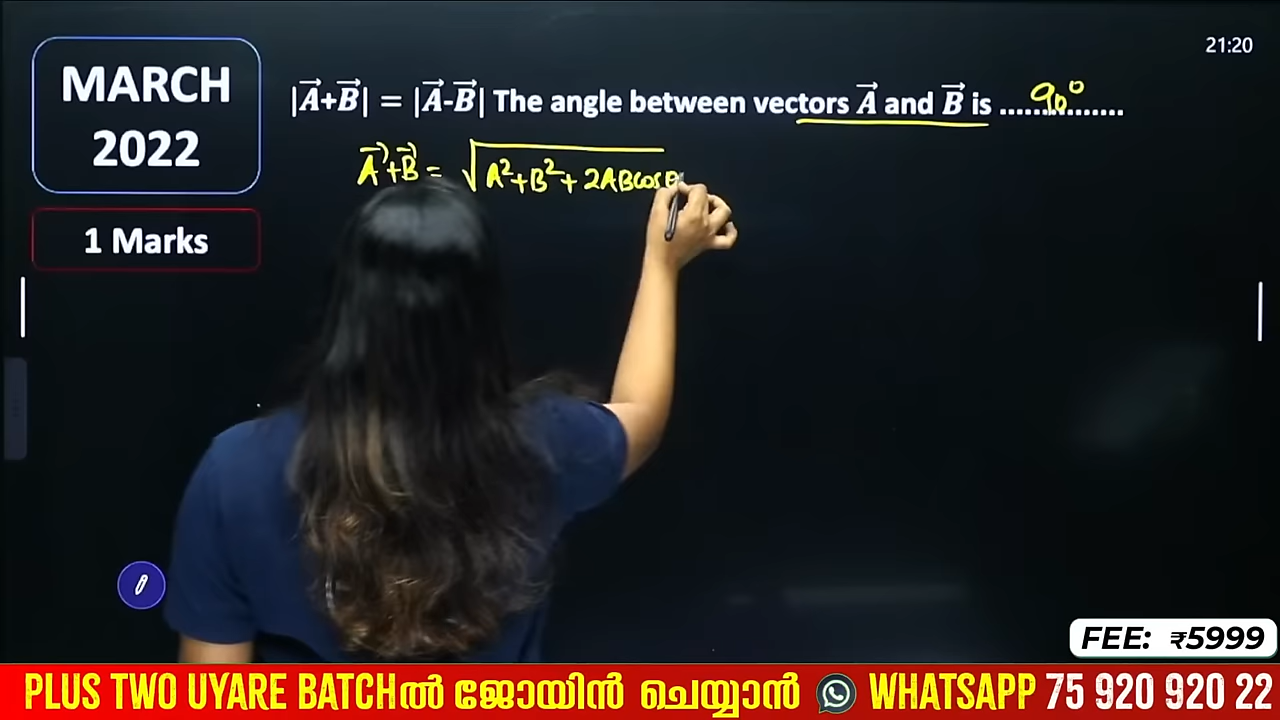 21:20
MARCH
2022
|A⃗+B⃗| = |A⃗-B⃗| The angle between vectors A⃗ and B⃗ is ..............
90°
A⃗+B⃗ = √A²+B²+2ABcosθ
1 Marks
FEE: ₹5999
PLUS TWO UYARE BATCHൽ ജോയിൻ ചെയ്യാൻ WHATSAPP 75 920 920 22